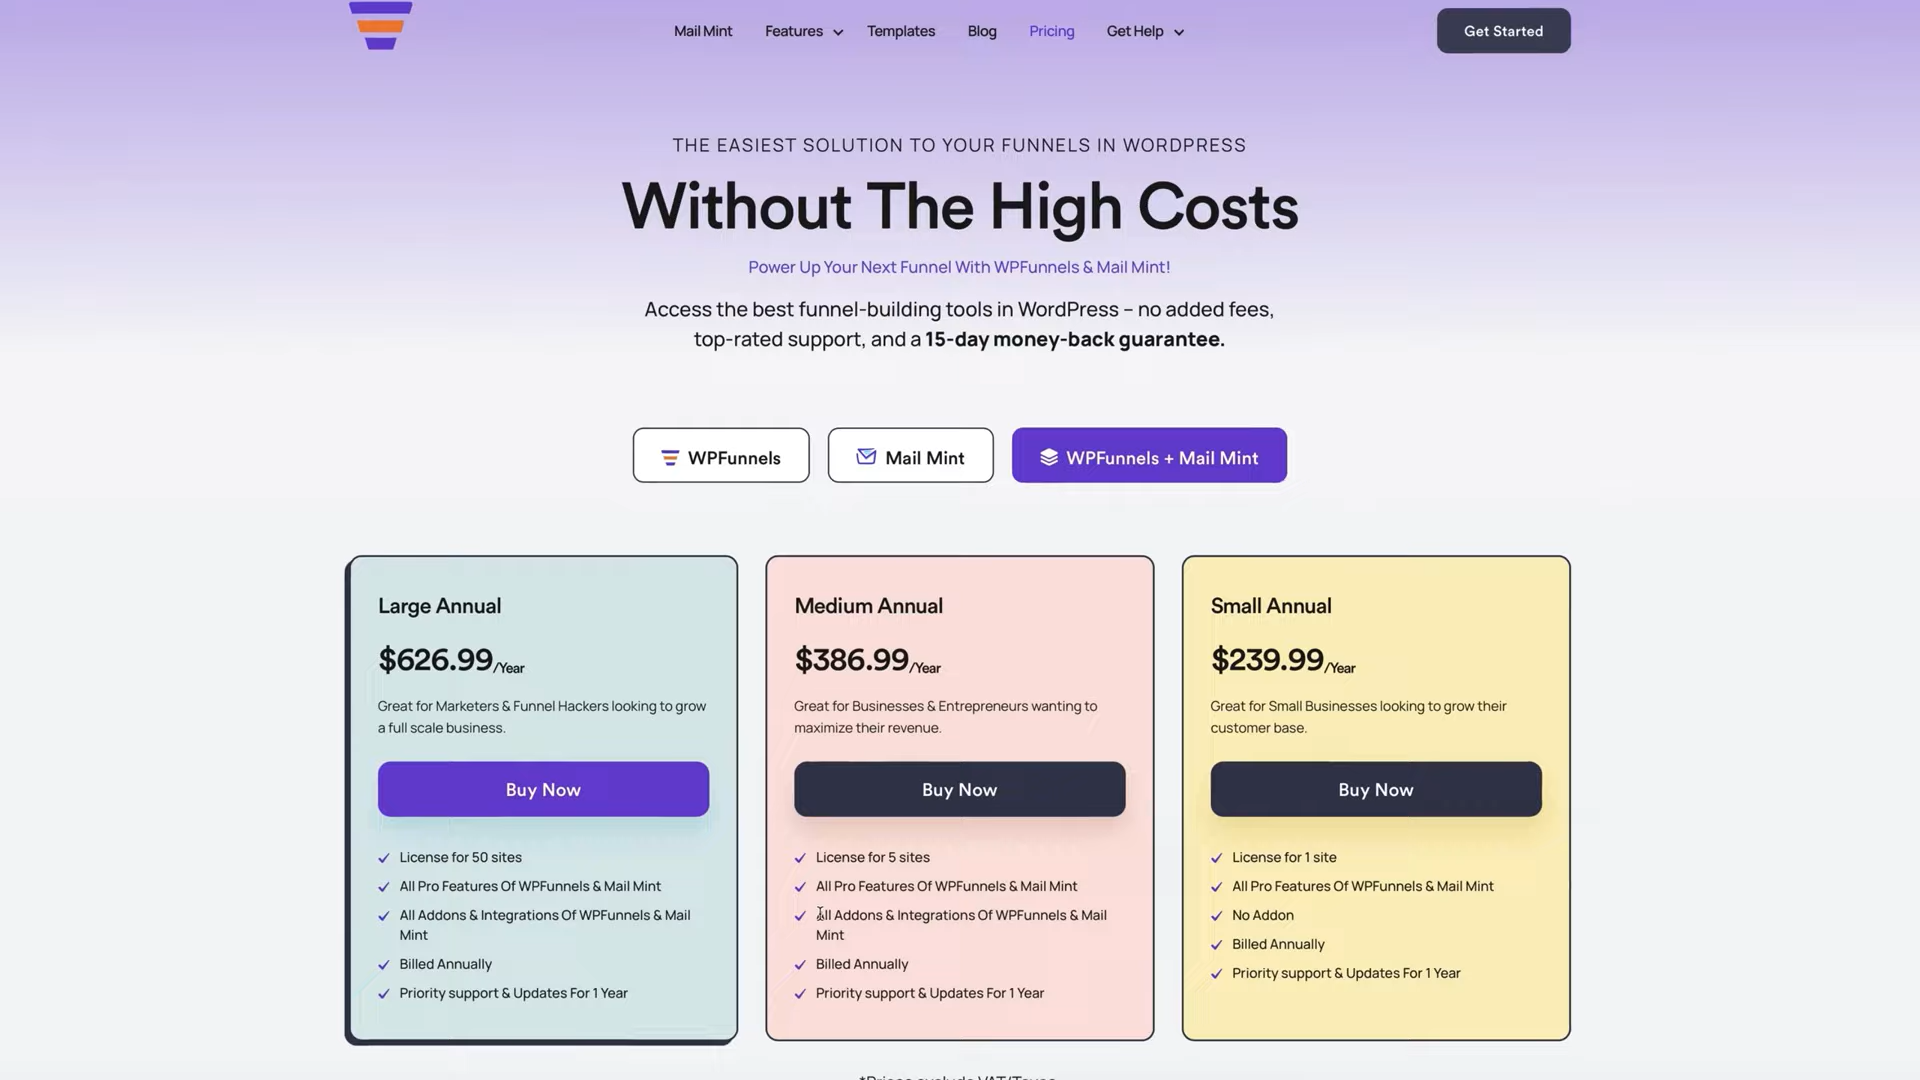 Mail Mint
Features
Templates
Blog
Pricing
Get Help
Get Started
THE EASIEST SOLUTION TO YOUR FUNNELS IN WORDPRESS
Without The High Costs
Power Up Your Next Funnel With WPFunnels & Mail Mint!
Access the best funnel-building tools in WordPress – no added fees,
top-rated support, and a 15-day money-back guarantee.
WPFunnels
Mail Mint
WPFunnels + Mail Mint
Large Annual
$626.99/Year
Great for Marketers & Funnel Hackers looking to grow
a full scale business.
Buy Now
License for 50 sites
All Pro Features Of WPFunnels & Mail Mint
All Addons & Integrations Of WPFunnels & Mail
Mint
Billed Annually
Priority support & Updates For 1 Year
Medium Annual
$386.99/Year
Great for Businesses & Entrepreneurs wanting to
maximize their revenue.
Buy Now
License for 5 sites
All Pro Features Of WPFunnels & Mail Mint
All Addons & Integrations Of WPFunnels & Mail
Mint
Billed Annually
Priority support & Updates For 1 Year
Small Annual
$239.99/Year
Great for Small Businesses looking to grow their
customer base.
Buy Now
License for 1 site
All Pro Features Of WPFunnels & Mail Mint
No Addon
Billed Annually
Priority support & Updates For 1 Year
*Prices exclude VAT/Taxes